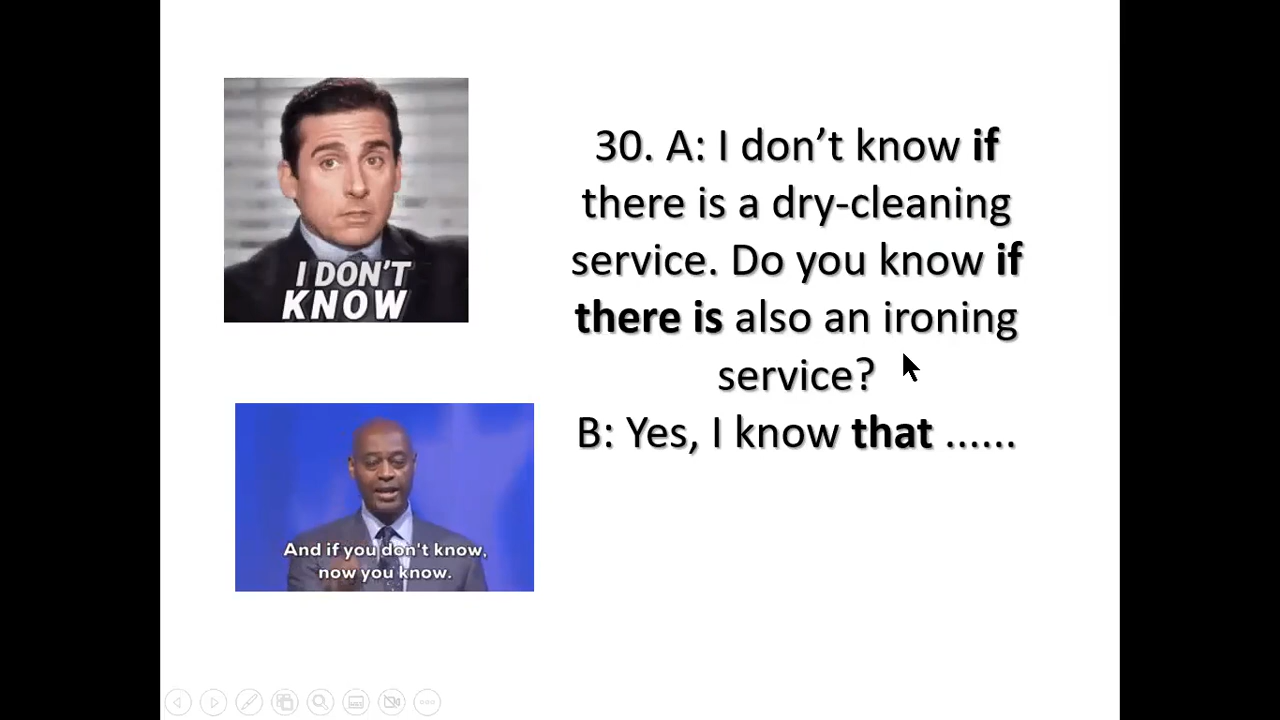 I DON'T
KNOW
And if you don't know,
now you know.
30. A: I don’t know if
there is a dry-cleaning
service. Do you know if
there is also an ironing
service?
B: Yes, I know that ......